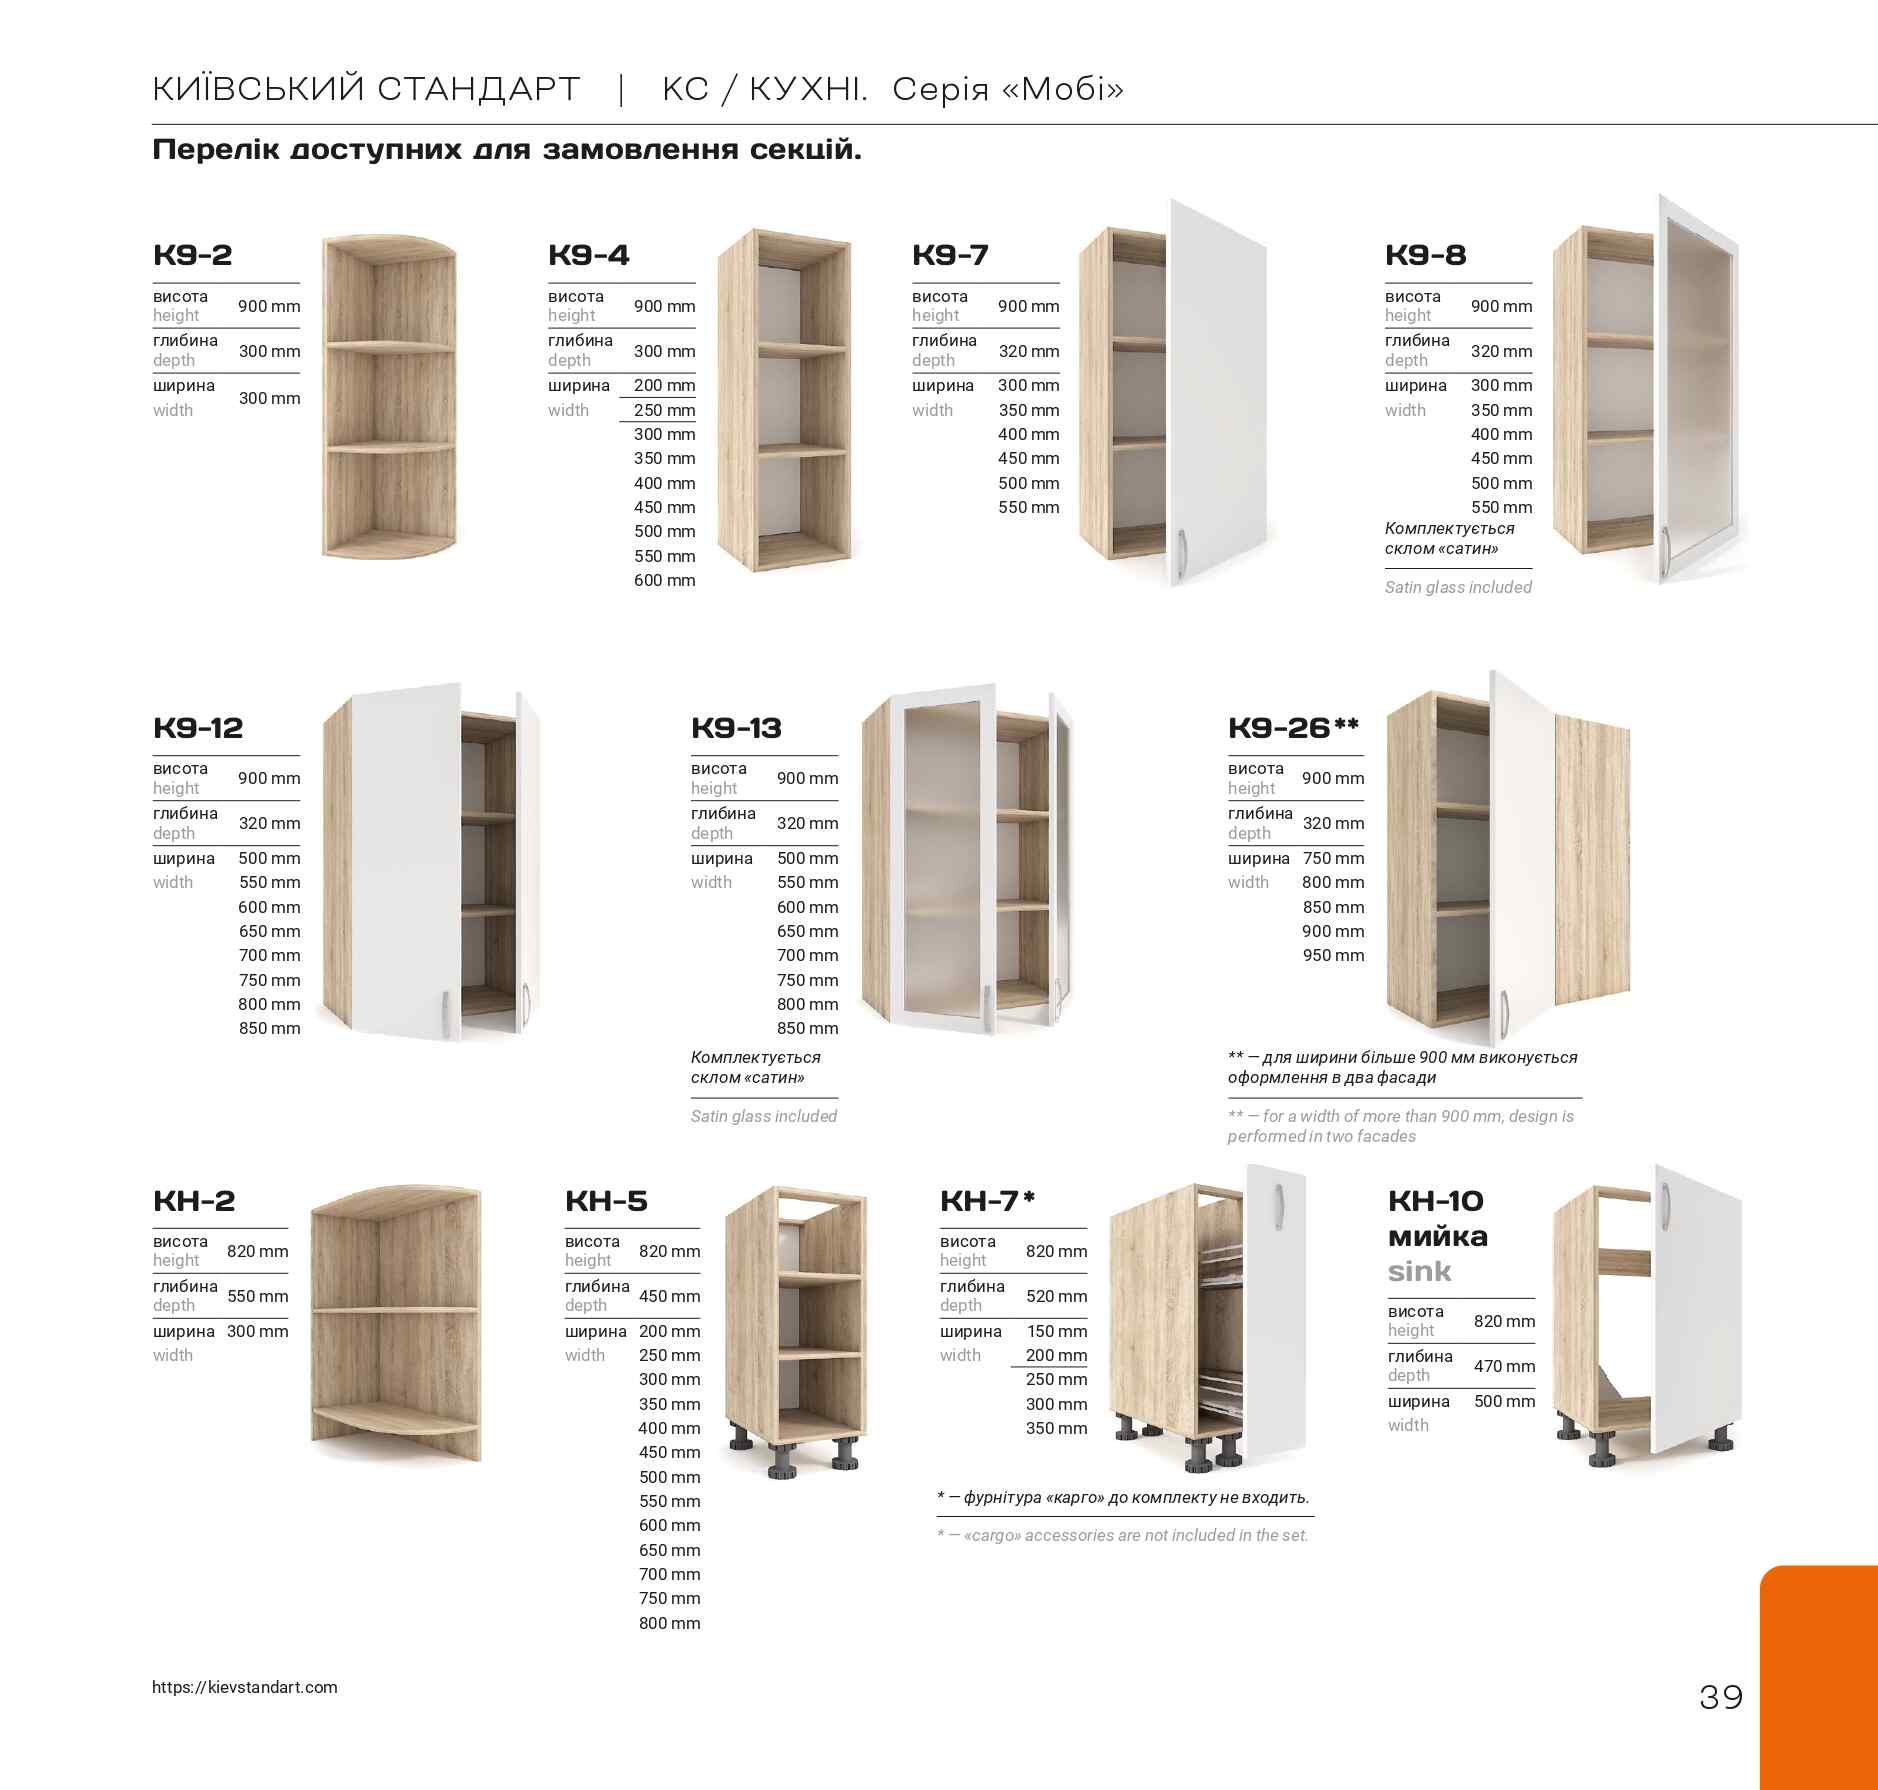 КИЇВСЬКИЙ СТАНДАРТ | КС / КУХНІ. Серія «Мобі»
Перелік доступних для замовлення секцій.
К9-2
висота 900 mm
height
глибина 300 mm
depth
ширина 300 mm
width
К9-4
висота 900 mm
height
глибина 300 mm
depth
ширина 200 mm
width 250 mm
300 mm
350 mm
400 mm
450 mm
500 mm
550 mm
600 mm
К9-7
висота 900 mm
height
глибина 320 mm
depth
ширина 300 mm
width 350 mm
400 mm
450 mm
500 mm
550 mm
К9-8
висота 900 mm
height
глибина 320 mm
depth
ширина 300 mm
width 350 mm
400 mm
450 mm
500 mm
550 mm
Комплектується
склом «сатин»
Satin glass included
К9-12
висота 900 mm
height
глибина 320 mm
depth
ширина 500 mm
width 550 mm
600 mm
650 mm
700 mm
750 mm
800 mm
850 mm
К9-13
висота 900 mm
height
глибина 320 mm
depth
ширина 500 mm
width 550 mm
600 mm
650 mm
700 mm
750 mm
800 mm
850 mm
Комплектується
склом «сатин»
Satin glass included
К9-26**
висота 900 mm
height
глибина 320 mm
depth
ширина 750 mm
width 800 mm
850 mm
900 mm
950 mm
** — для ширини більше 900 мм виконується
оформлення в два фасади
** — for a width of more than 900 mm, design is
performed in two facades
КН-2
висота 820 mm
height
глибина 550 mm
depth
ширина 300 mm
width
КН-5
висота 820 mm
height
глибина 450 mm
depth
ширина 200 mm
width 250 mm
300 mm
350 mm
400 mm
450 mm
500 mm
550 mm
600 mm
650 mm
700 mm
750 mm
800 mm
КН-7*
висота 820 mm
height
глибина 520 mm
depth
ширина 150 mm
width 200 mm
250 mm
300 mm
350 mm
* — фурнітура «карго» до комплекту не входить.
* — «cargo» accessories are not included in the set.
КН-10
мийка
sink
висота 820 mm
height
глибина 470 mm
depth
ширина 500 mm
width
https://kievstandart.com
39